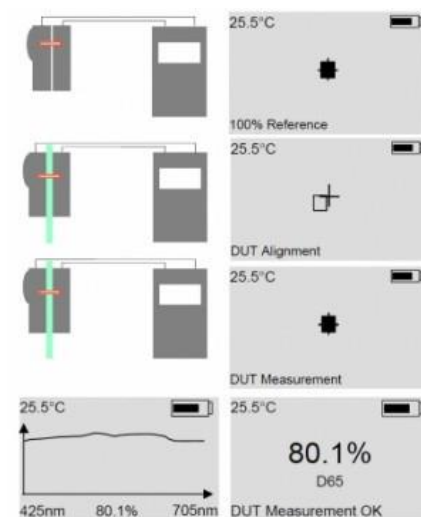 25.5°C
100% Reference
25.5°C
DUT Alignment
25.5°C
DUT Measurement
25.5°C
425nm 80.1% 705nm
25.5°C
80.1%
D65
DUT Measurement OK